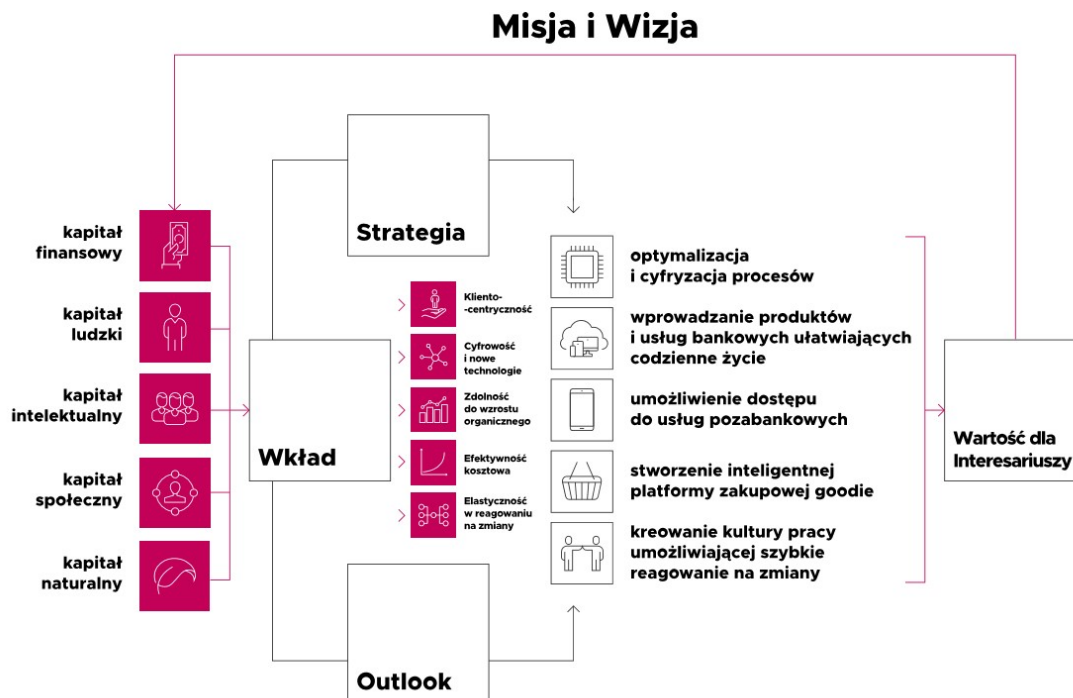 Misja i Wizja
kapitał
finansowy
kapitał
ludzki
kapitał
intelektualny
kapitał
społeczny
kapitał
naturalny
Wkład
Strategia
Kliento-
-centryczność
Cyfrowość
i nowe
technologie
Zdolność
do wzrostu
organicznego
Efektywność
kosztowa
Elastyczność
w reagowaniu
na zmiany
Outlook
optymalizacja
i cyfryzacja procesów
wprowadzanie produktów
i usług bankowych ułatwiających
codzienne życie
umożliwienie dostępu
do usług pozabankowych
stworzenie inteligentnej
platformy zakupowej goodie
kreowanie kultury pracy
umożliwiającej szybkie
reagowanie na zmiany
Wartość dla
Interesariuszy